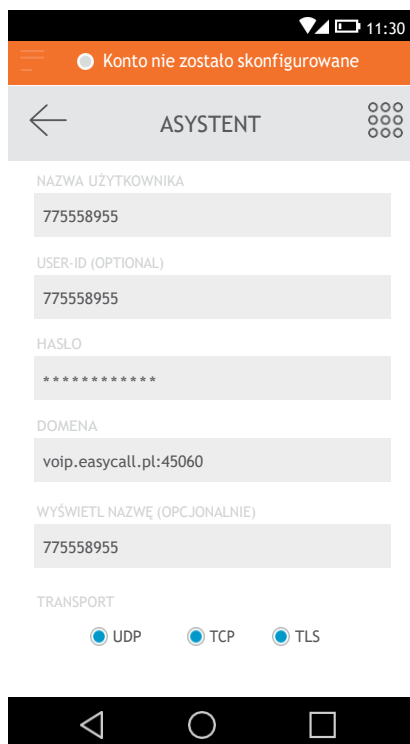 11:30
Konto nie zostało skonfigurowane
ASYSTENT
NAZWA UŻYTKOWNIKA
775558955
USER-ID (OPTIONAL)
775558955
HASŁO
************
DOMENA
voip.easycall.pl:45060
WYŚWIETL NAZWĘ (OPCJONALNIE)
775558955
TRANSPORT
UDP TCP TLS